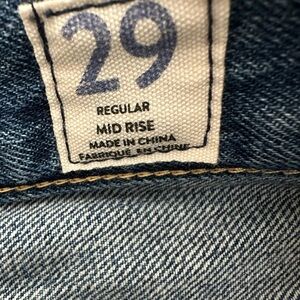 29
REGULAR
MID RISE
MADE IN CHINA
FABRIQUÉ EN CHINE